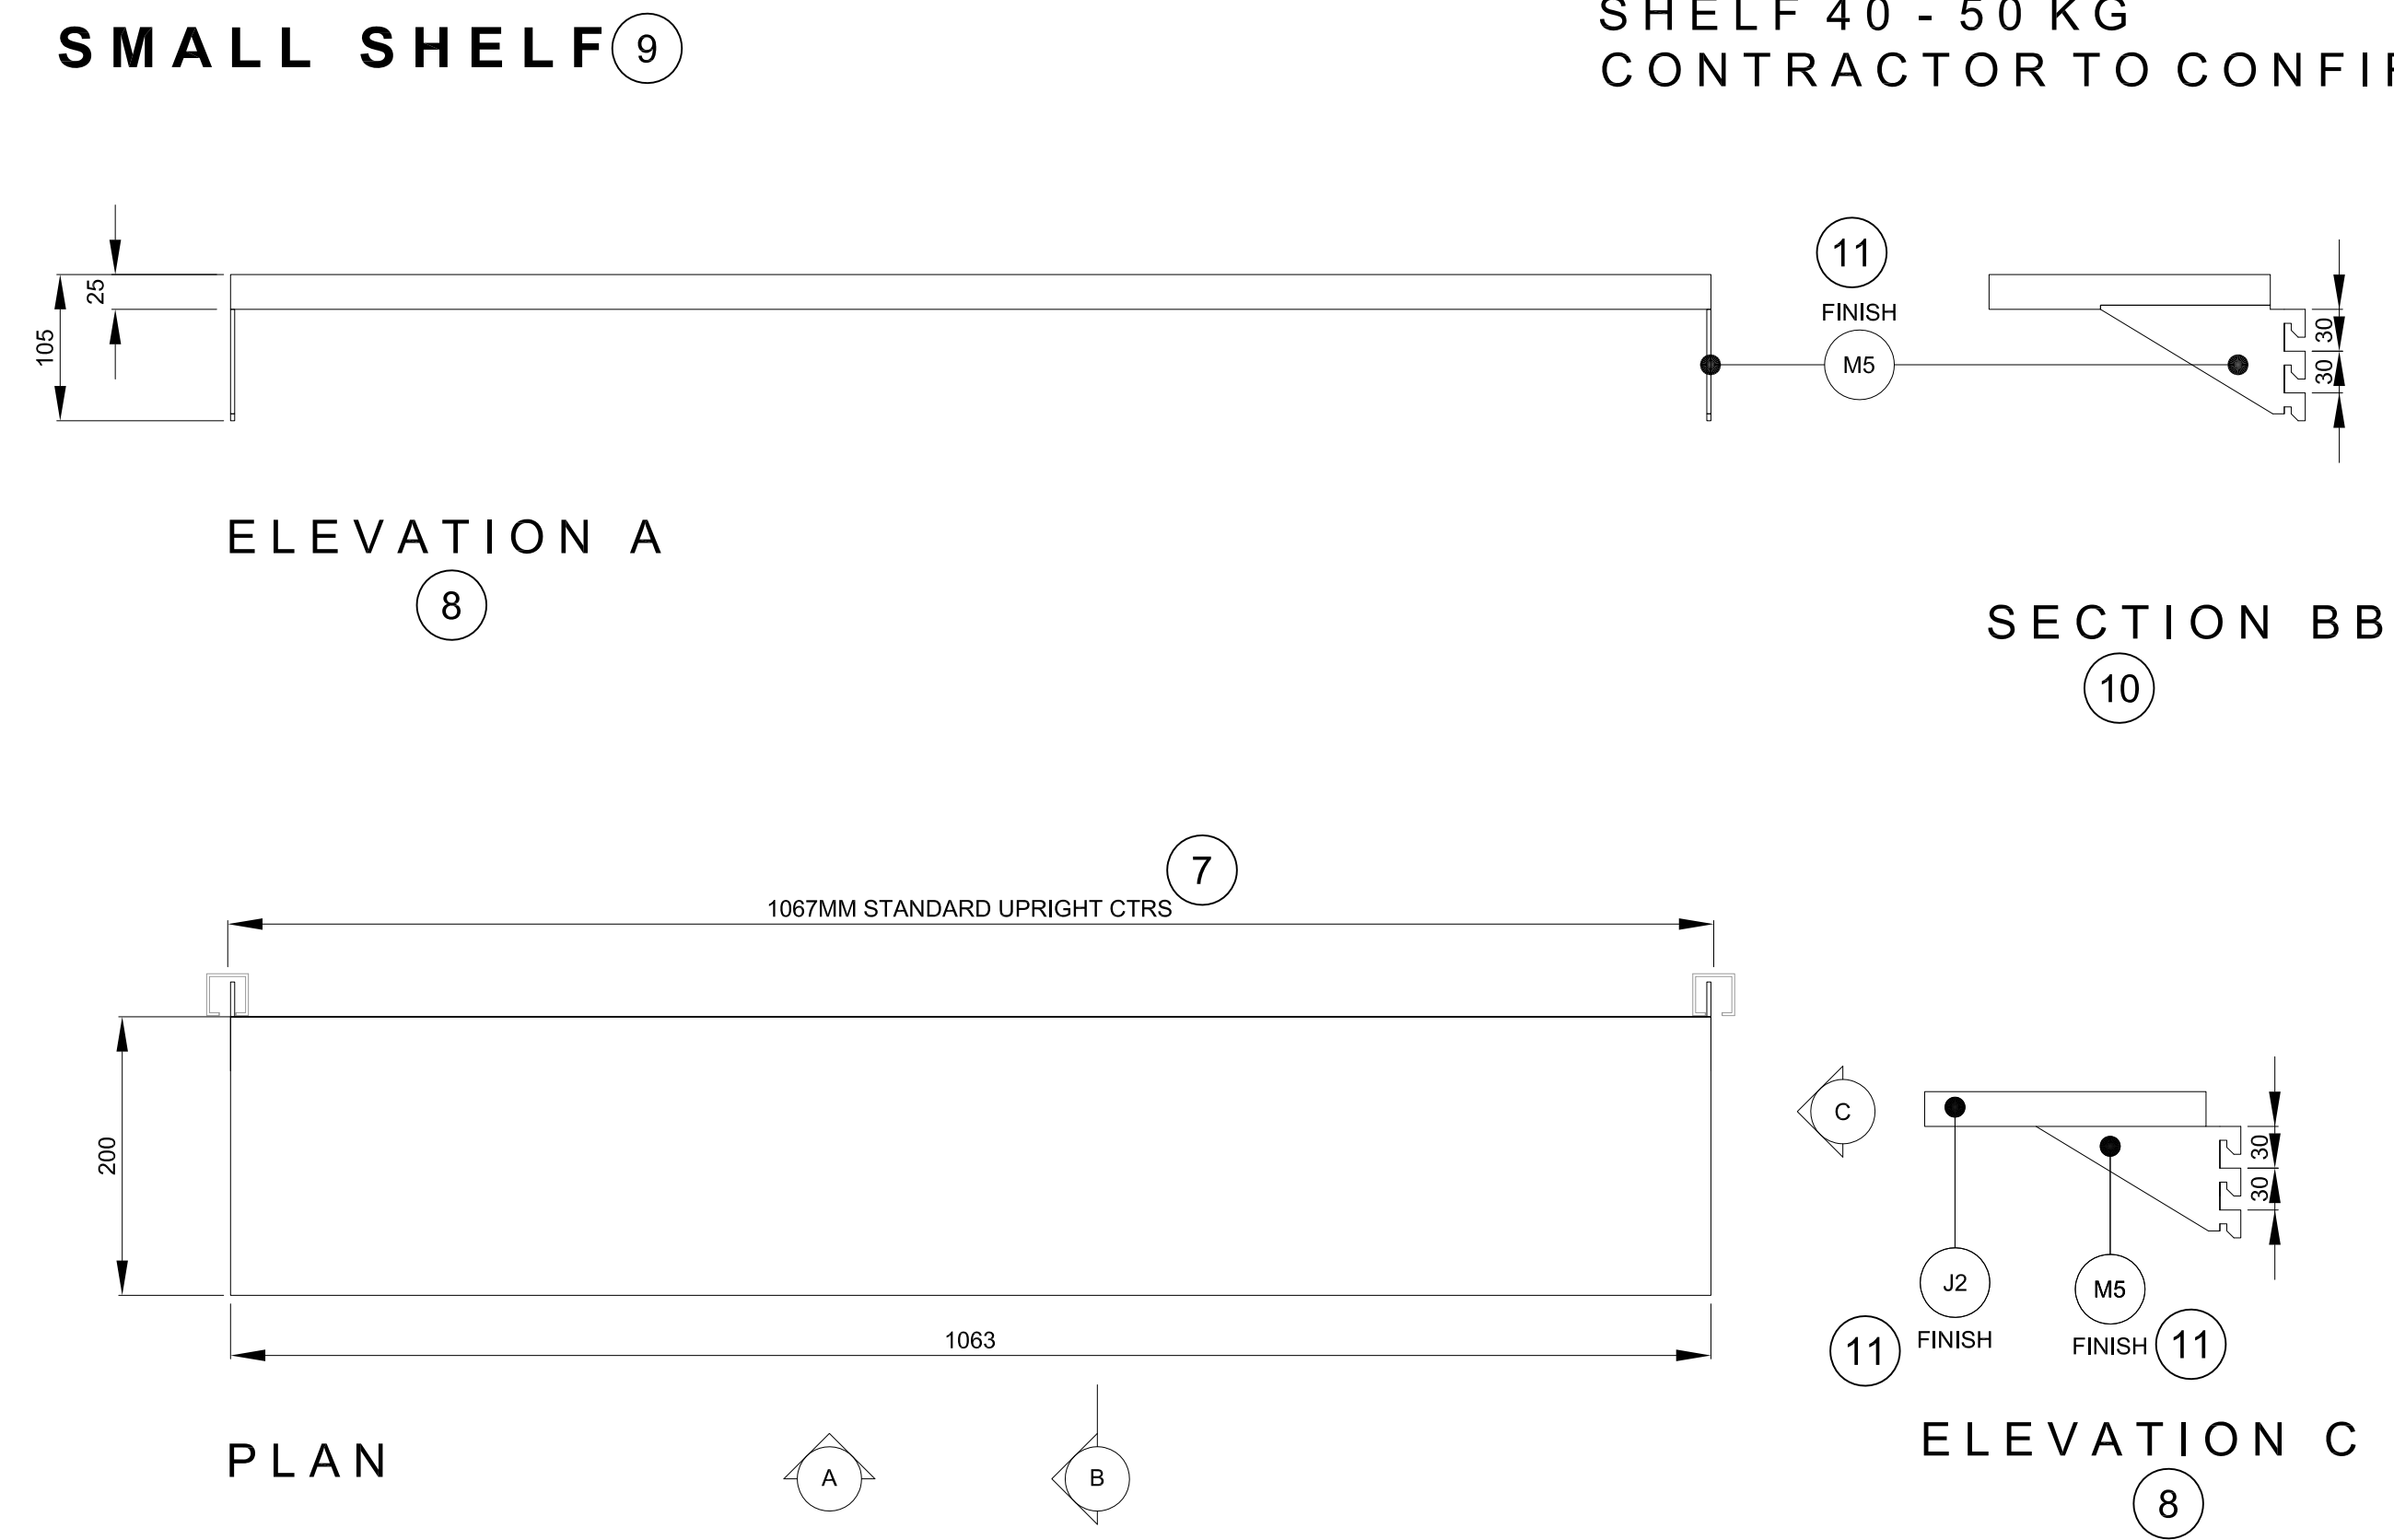 SMALL SHELF 9
SHELF 40 - 50 KG
CONTRACTOR TO
11
FINISH
M5
25
105
30
30
ELEVATION A
8
SECTION BB
10
7
1067MM STANDARD UPRIGHT CTRS
200
1063
C
30
30
J2
M5
FINISH
FINISH
11
11
PLAN
A
B
ELEVATION C
8